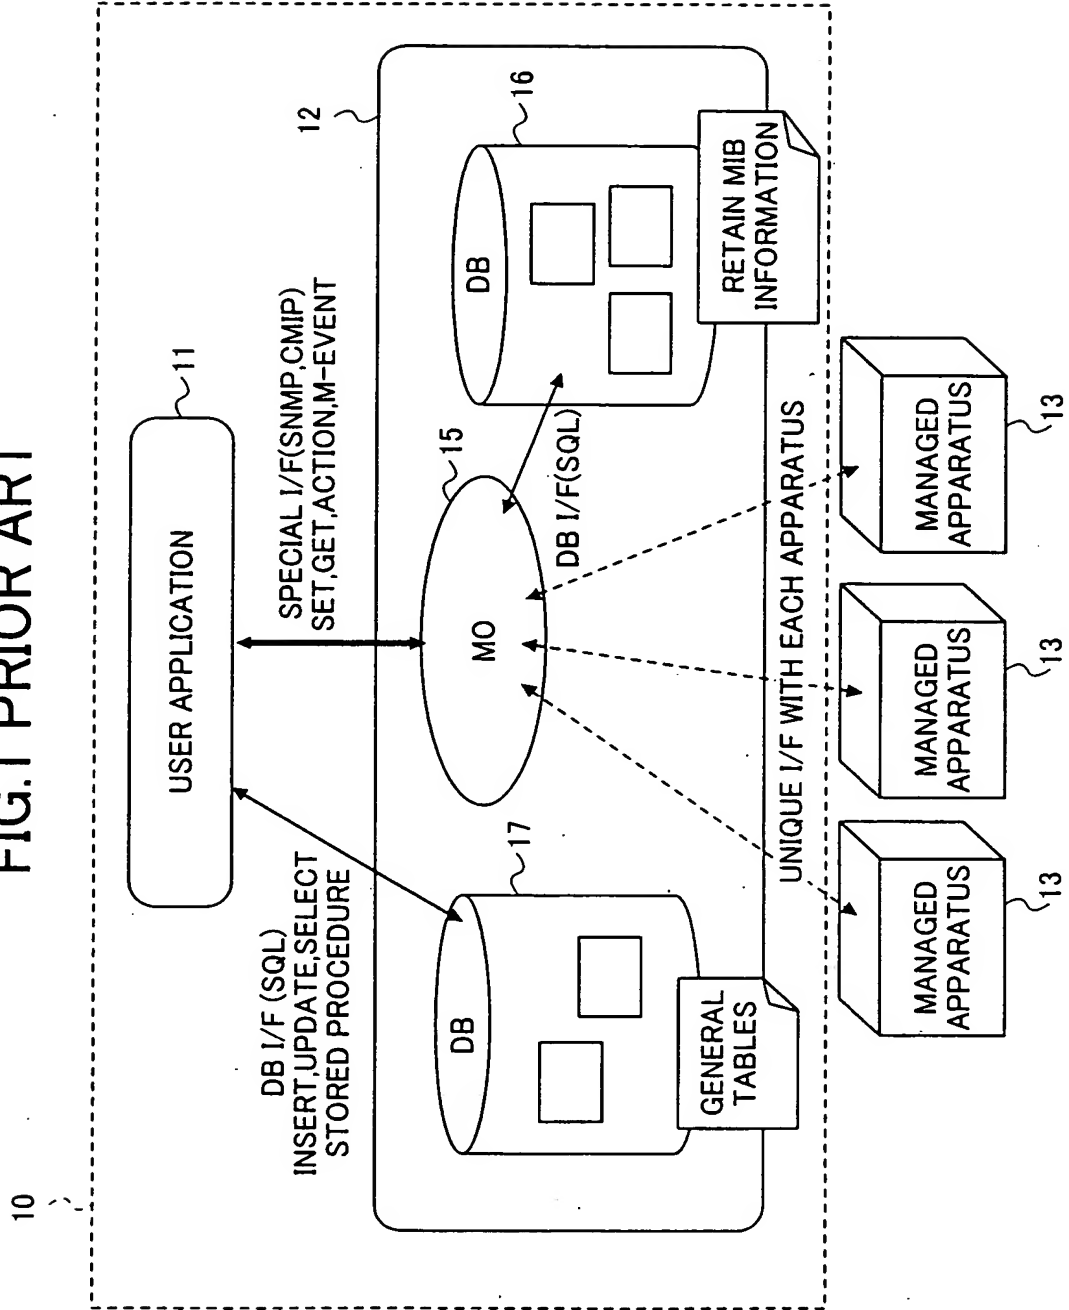 FIG.1 PRIOR ART
10
11
USER APPLICATION
DB I/F (SQL)
INSERT,UPDATE,SELECT
STORED PROCEDURE
SPECIAL I/F(SNMP,CMIP)
SET,GET,ACTION,M-EVENT
12
17
DB
15
MO
16
DB
DB I/F(SQL)
GENERAL
TABLES
RETAIN MIB
INFORMATION
UNIQUE I/F WITH EACH APPARATUS
MANAGED
APPARATUS
13
MANAGED
APPARATUS
13
MANAGED
APPARATUS
13